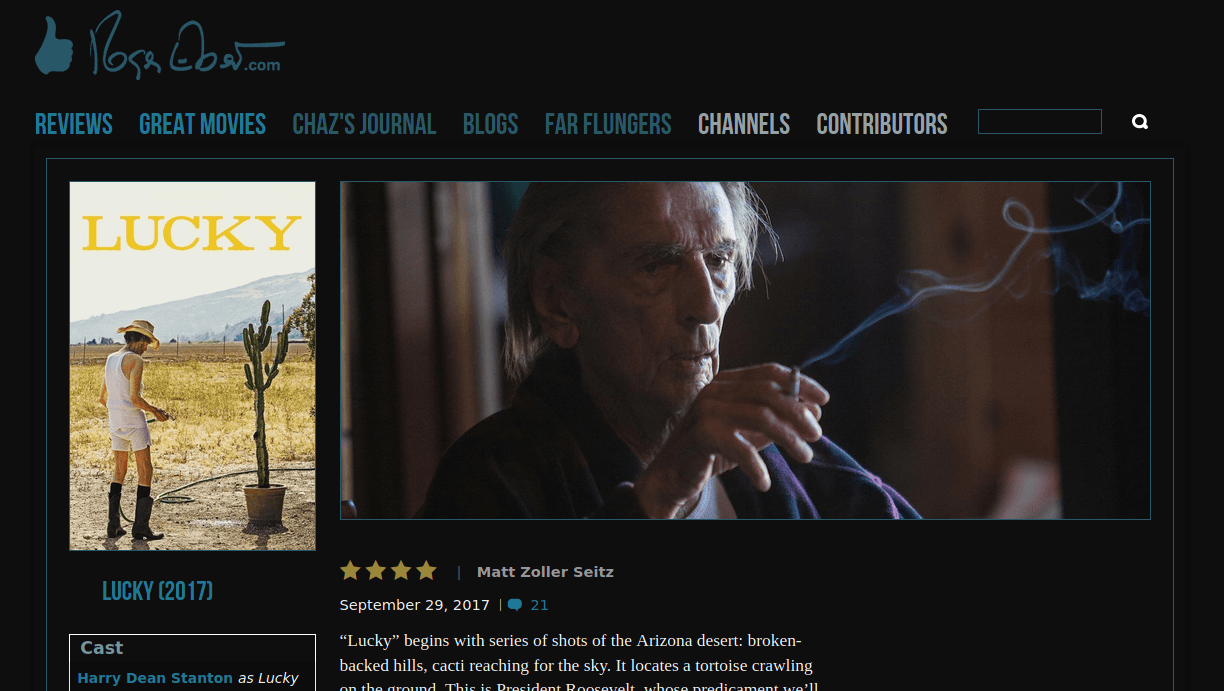 Roger Ebert.com
REVIEWS GREAT MOVIES CHAZ'S JOURNAL BLOGS FAR FLUNGERS CHANNELS CONTRIBUTORS
LUCKY
LUCKY (2017)
Cast
Harry Dean Stanton as Lucky
| Matt Zoller Seitz
September 29, 2017 | 21
“Lucky” begins with series of shots of the Arizona desert: broken-
backed hills, cacti reaching for the sky. It locates a tortoise crawling
on the ground. This is President Roosevelt, whose predicament we’ll